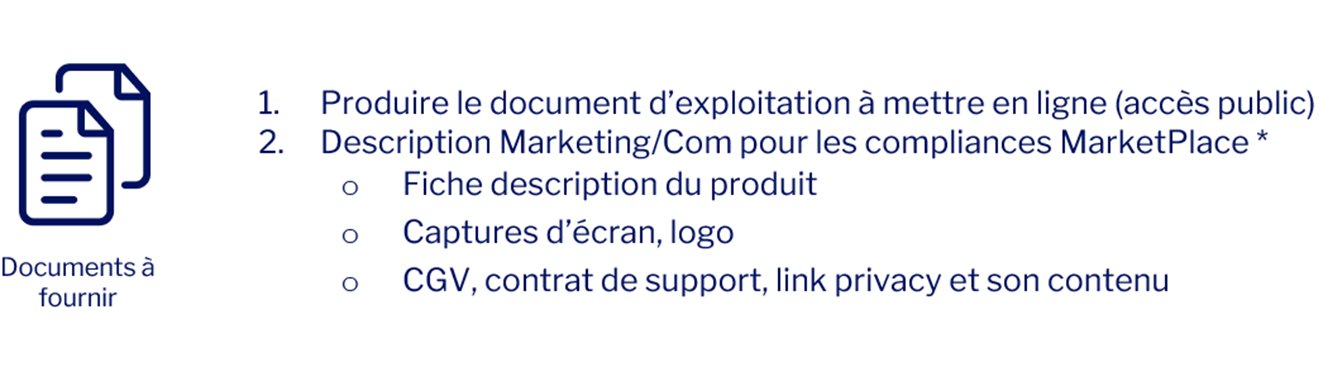 Documents à
fournir
1. Produire le document d’exploitation à mettre en ligne (accès public)
2. Description Marketing/Com pour les compliances MarketPlace *
o Fiche description du produit
o Captures d’écran, logo
o CGV, contrat de support, link privacy et son contenu